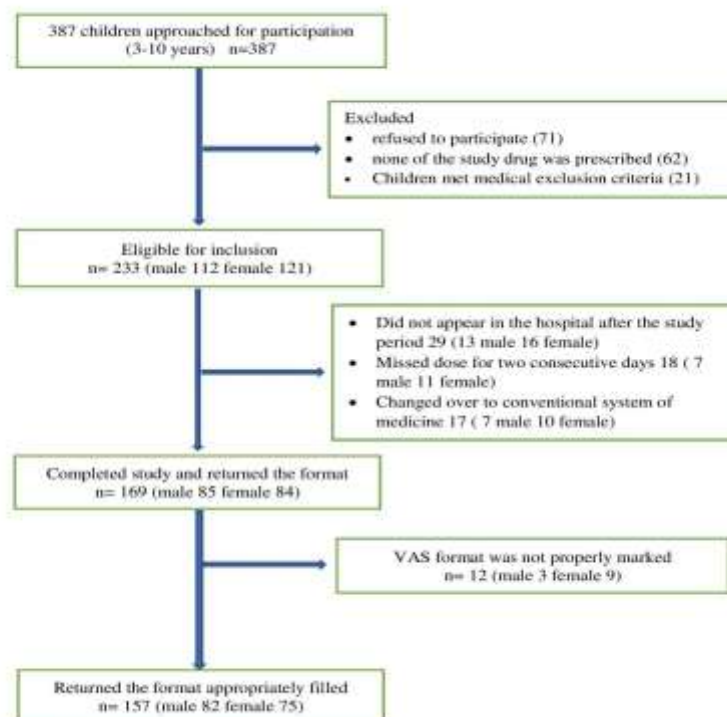 387 children approached for participation
(3-10 years) n=387
Excluded
• refused to participate (71)
• none of the study drug was prescribed (62)
• Children met medical exclusion criteria (21)
Eligible for inclusion
n= 233 (male 112 female 121)
• Did not appear in the hospital after the study
period 29 (13 male 16 female)
• Missed dose for two consecutive days 18 ( 7
male 11 female)
• Changed over to conventional system of
medicine 17 ( 7 male 10 female)
Completed study and returned the format
n= 169 (male 85 female 84)
VAS format was not properly marked
n= 12 (male 3 female 9)
Returned the format appropriately filled
n= 157 (male 82 female 75)